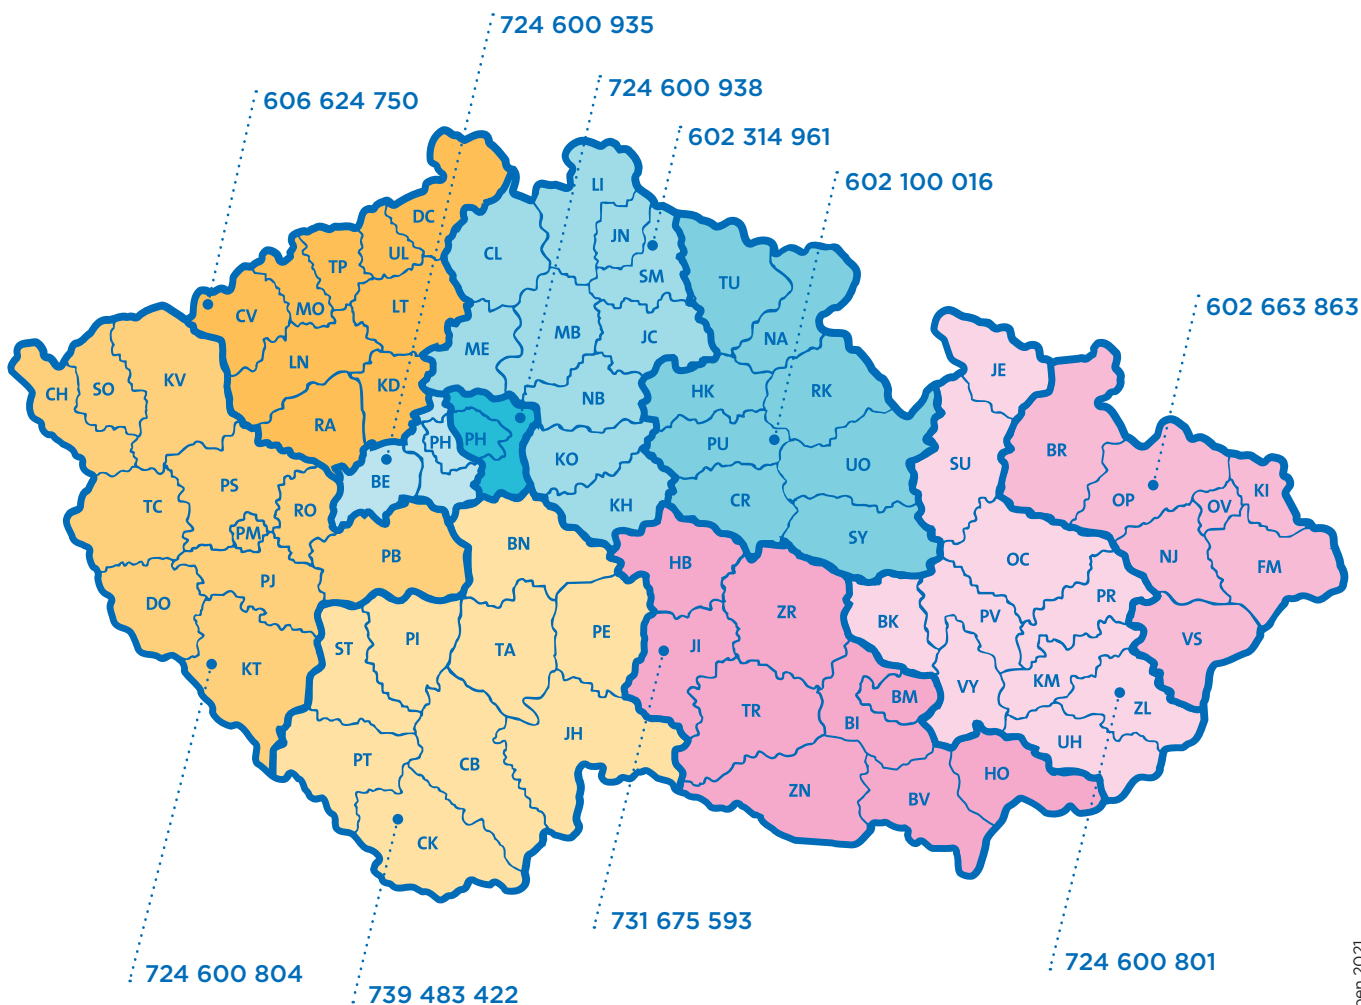 724 600 935
724 600 938
606 624 750
602 314 961
602 100 016
LI
DC
JN
UL
CL
TP
SM
TU
602 663 863
MO
LT
CV
MB
JC
NA
ME
LN
JE
KV
SO
CH
KD
HK
RK
NB
RA
PH
PH
PU
BR
KO
UO
SU
BE
PS
KI
OP
OV
CR
TC
RO
KH
PM
SY
BN
PB
OC
NJ
HB
FM
PJ
DO
PR
ZR
PV
BK
PE
PI
VS
JI
ST
TA
KT
KM
VY
BM
ZL
TR
BI
JH
UH
PT
CB
HO
ZN
BV
CK
731 675 593
724 600 801
724 600 804
739 483 422
2021